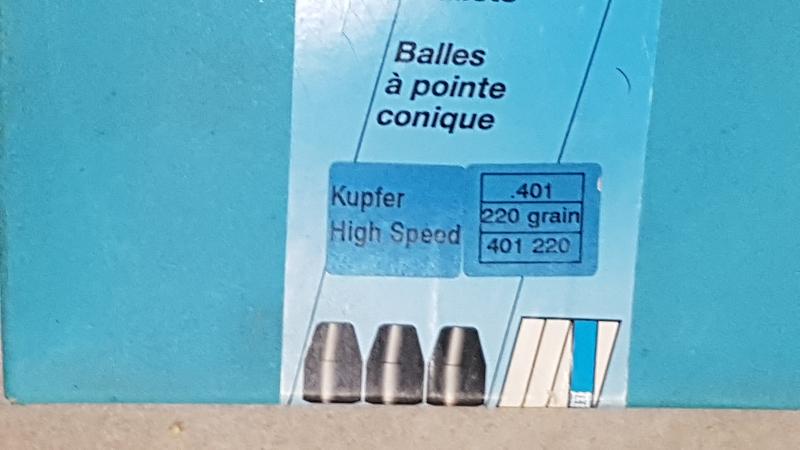 Balles
à pointe
conique
Kupfer
High Speed
.401
220 grain
401 220